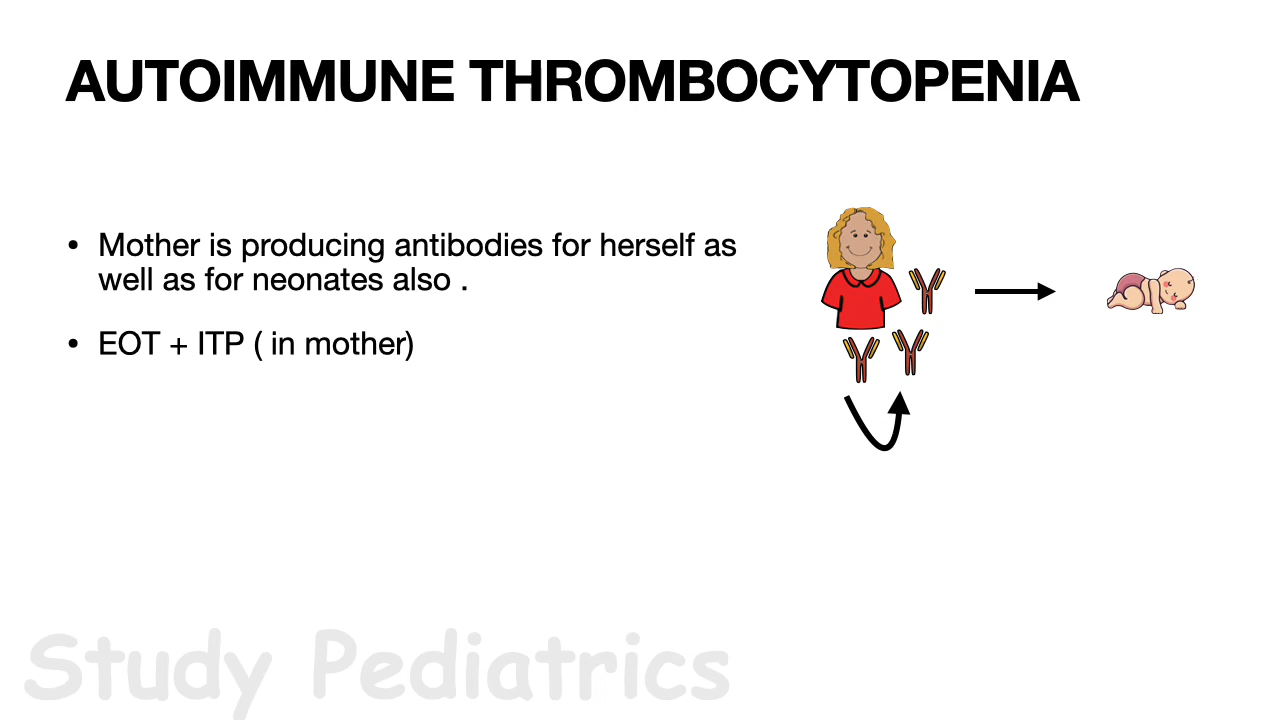 AUTOIMMUNE THROMBOCYTOPENIA
• Mother is producing antibodies for herself as
well as for neonates also .
• EOT + ITP ( in mother)
Study Pediatrics